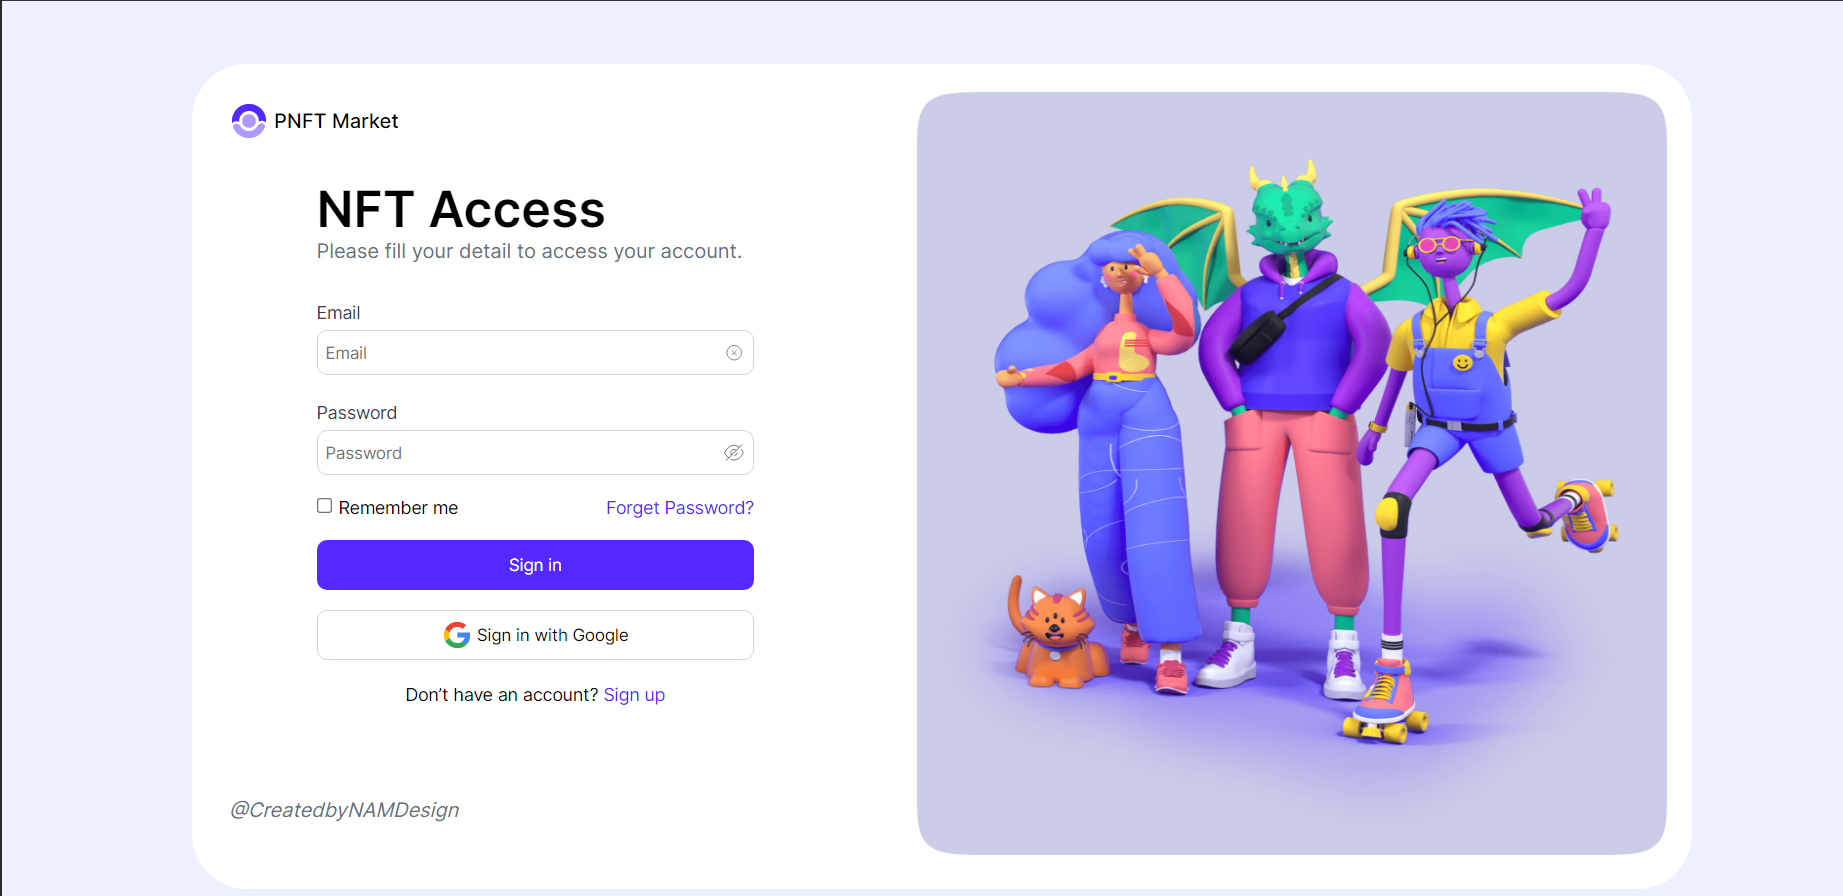 PNFT Market
NFT Access
Please fill your detail to access your account.
Email
Email
Password
Password
Remember me
Forget Password?
Sign in
Sign in with Google
Don’t have an account? Sign up
@CreatedbyNAMDesign